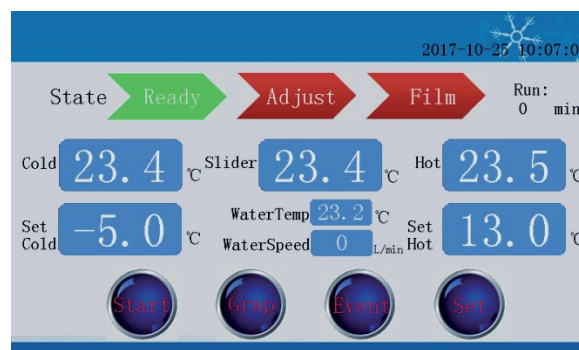 2017-10-25 10:07:0
State Ready Adjust Film Run:
0 min
Cold 23.4 ℃ Slider 23.4 ℃ Hot 23.5 ℃
WaterTemp 23.2 ℃
Set Cold -5.0 ℃ WaterSpeed 0 L/min Set Hot 13.0 ℃
Start Grap Event Set